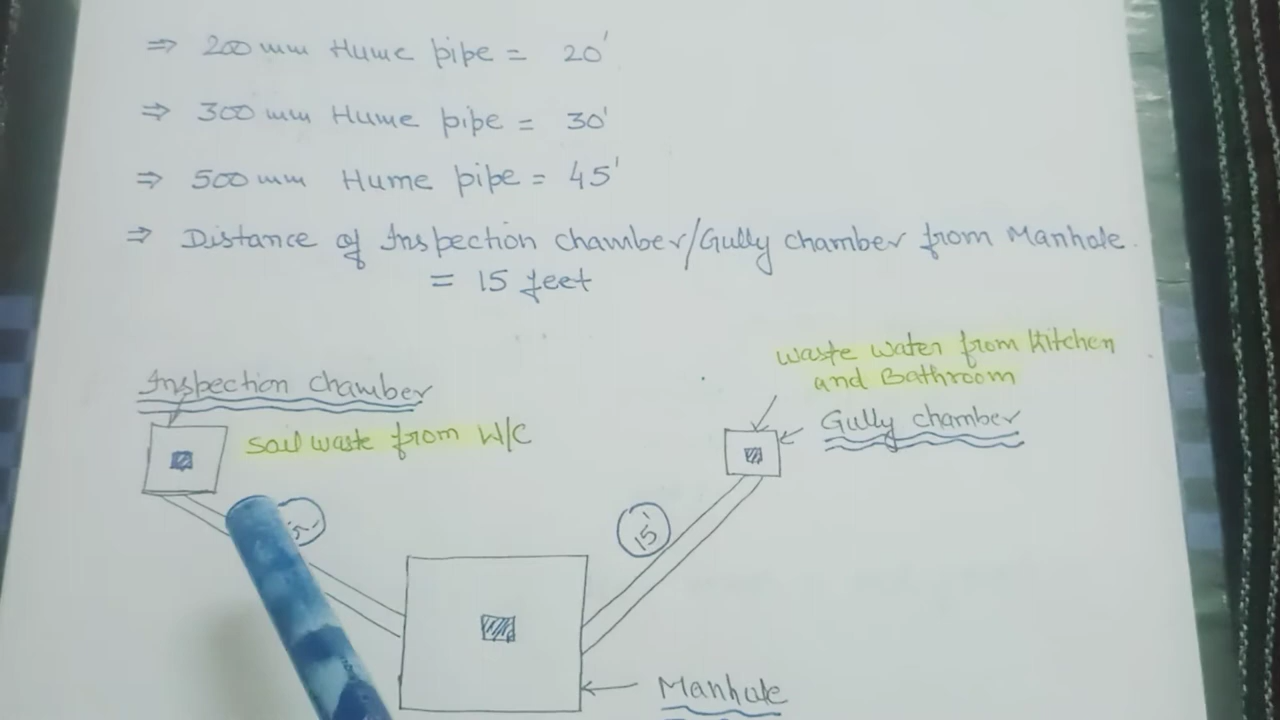 ⇒ 200 mm Hume pipe = 20'
⇒ 300 mm Hume pipe = 30'
⇒ 500 mm Hume pipe = 45'
⇒ Distance of Inspection chamber/Gully chamber from Manhole.
= 15 feet
waste water from Kitchen
and Bathroom
Inspection chamber
Gully chamber
soil waste from W/C
15'
Manhole